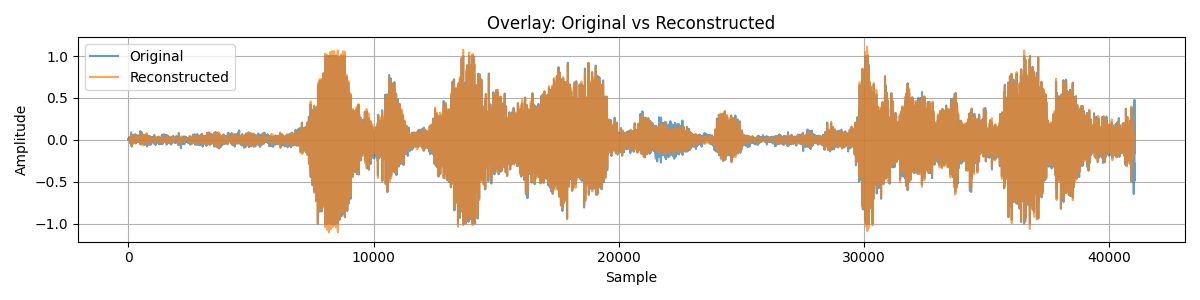 Overlay: Original vs Reconstructed
Original
Reconstructed
Amplitude
1.0
0.5
0.0
−0.5
−1.0
0 10000 20000 30000 40000
Sample